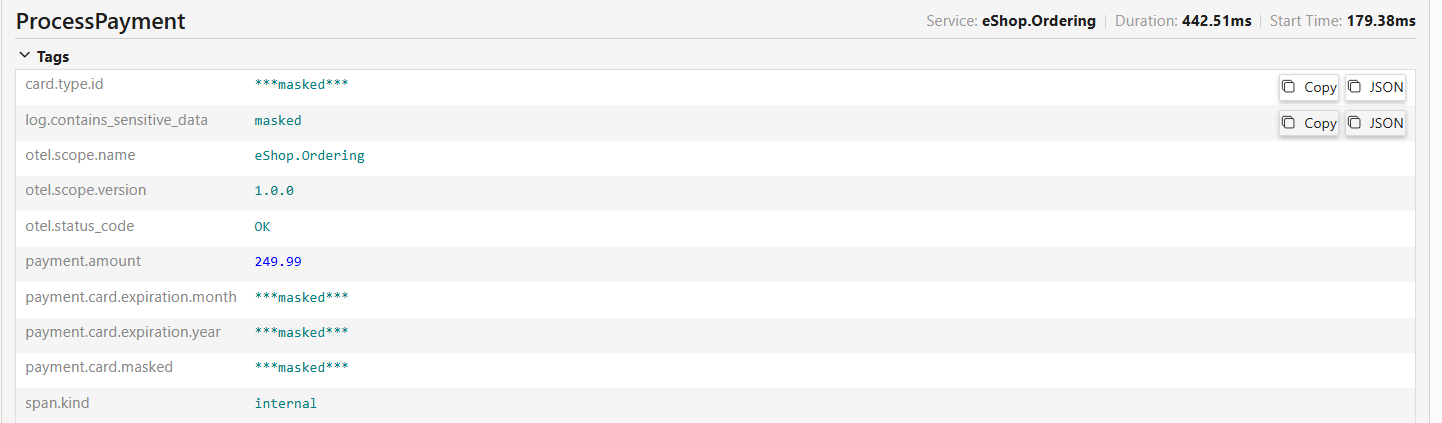 ProcessPayment Service: eShop.Ordering Duration: 442.51ms Start Time: 179.38ms
Tags
card.type.id ***masked*** Copy JSON
log.contains_sensitive_data masked Copy JSON
otel.scope.name eShop.Ordering
otel.scope.version 1.0.0
otel.status_code OK
payment.amount 249.99
payment.card.expiration.month ***masked***
payment.card.expiration.year ***masked***
payment.card.masked ***masked***
span.kind internal